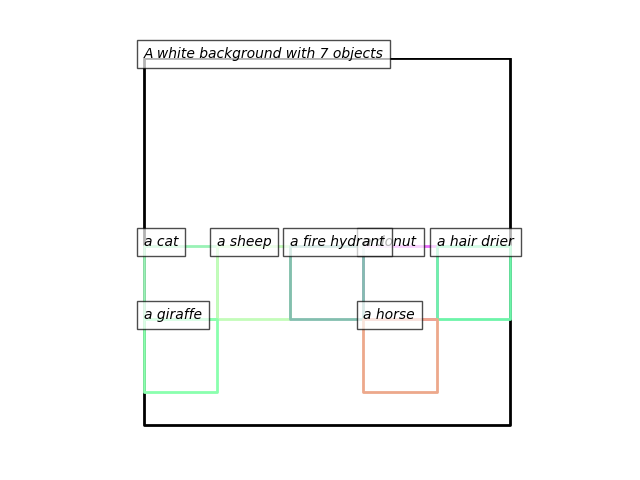 A white background with 7 objects
a cat
a sheep
a fire hydrant
a donut
a hair drier
a giraffe
a horse